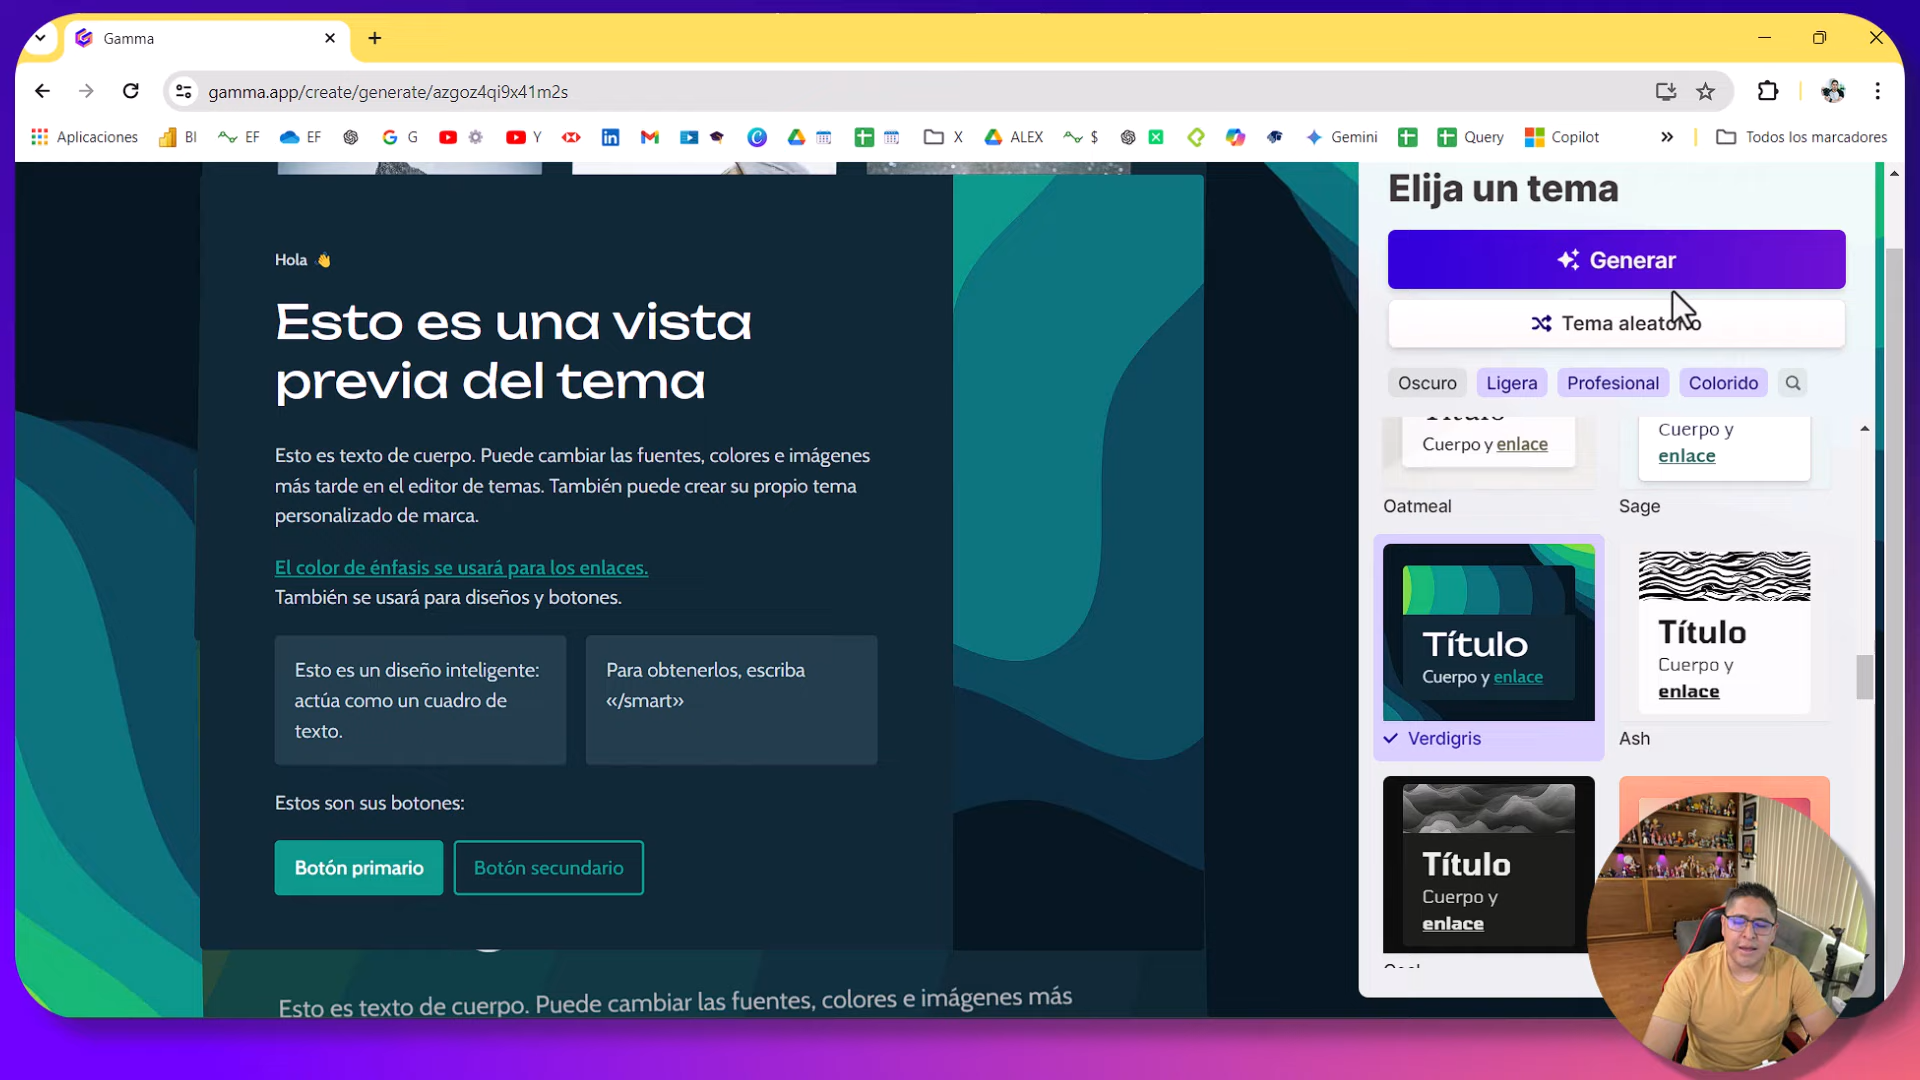 Gamma
gamma.app/create/generate/azgoz4qi9x41m2s
Aplicaciones
BI
EF
EF
G
Y
X
ALEX
$
Gemini
Query
Copilot
Todos los marcadores
Hola 👋
Esto es una vista
previa del tema
Esto es texto de cuerpo. Puede cambiar las fuentes, colores e imágenes
más tarde en el editor de temas. También puede crear su propio tema
personalizado de marca.
El color de énfasis se usará para los enlaces.
También se usará para diseños y botones.
Esto es un diseño inteligente:
actúa como un cuadro de
texto.
Para obtenerlos, escriba
«/smart»
Estos son sus botones:
Botón primario
Botón secundario
Esto es texto de cuerpo. Puede cambiar las fuentes, colores e imágenes más
Elija un tema
Generar
Tema aleatorio
Oscuro
Ligera
Profesional
Colorido
Título
Cuerpo y enlace
Oatmeal
Cuerpo y
enlace
Sage
Título
Cuerpo y enlace
Verdigris
Título
Cuerpo y
enlace
Ash
Título
Cuerpo y
enlace